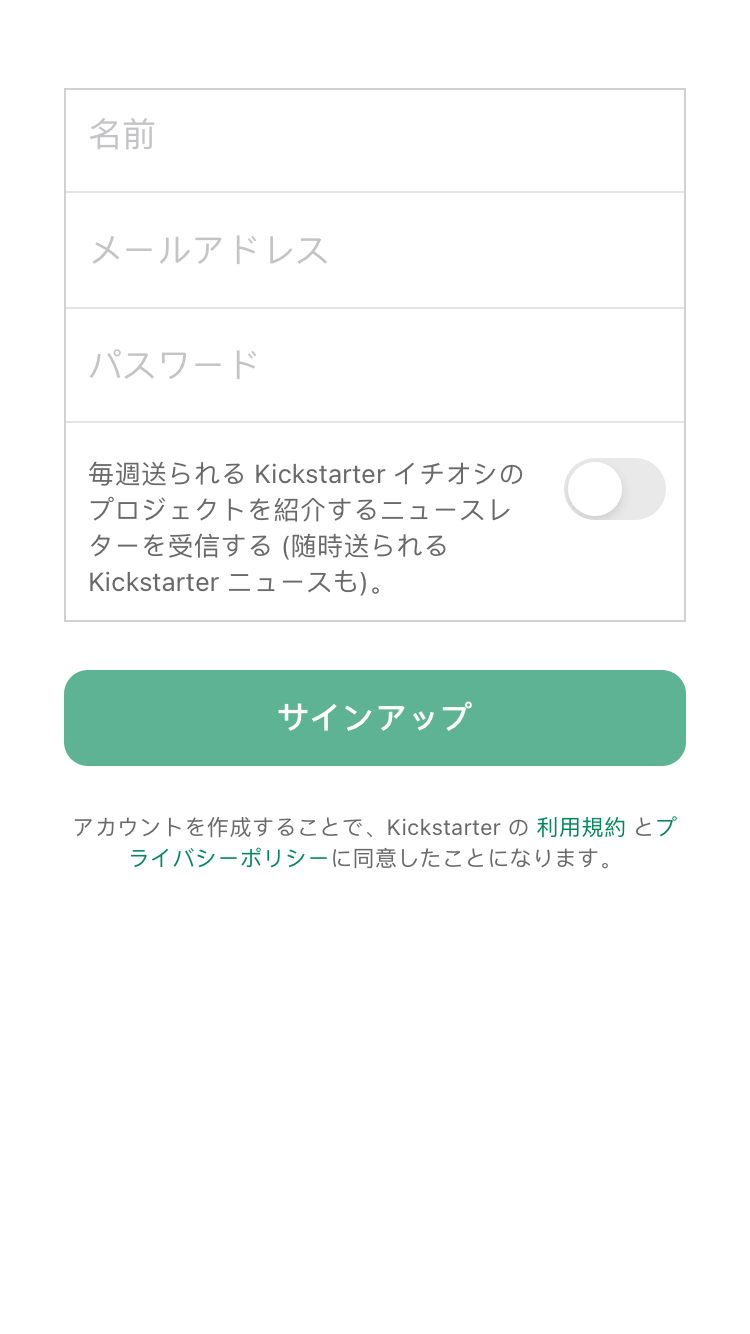 名前
メールアドレス
パスワード
毎週送られる Kickstarter イチオシの
プロジェクトを紹介するニュースレ
ターを受信する (随時送られる
Kickstarter ニュースも)。
サインアップ
アカウントを作成することで、Kickstarter の 利用規約 とプ
ライバシーポリシーに同意したことになります。